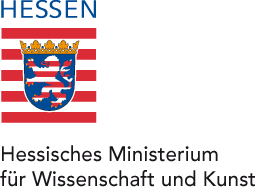 HESSEN
Hessisches Ministerium
für Wissenschaft und Kunst